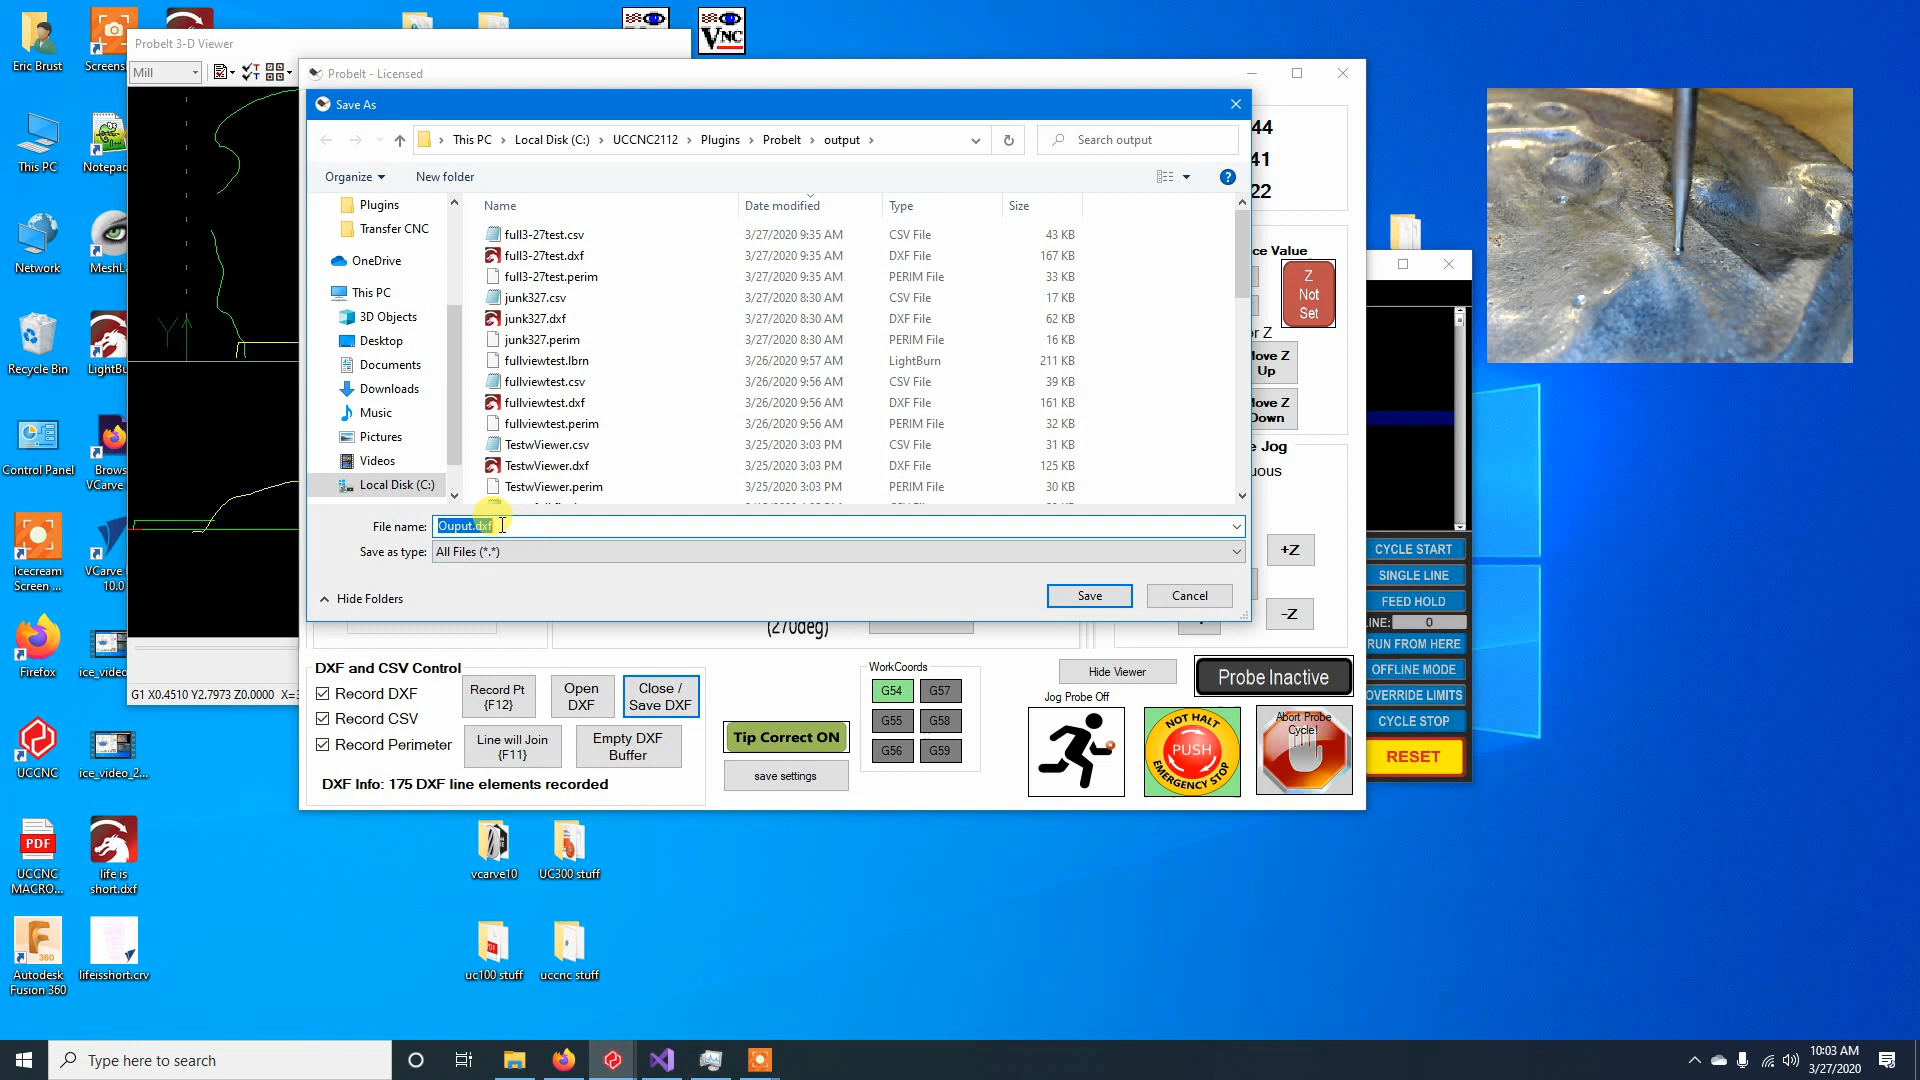 Eric Brust
Screens
This PC
Notepad
Network
MeshL
Recycle Bin
LightBu
Control Panel
Brows
VCarve
Icecream
Screen ...
VCarve
10.0
Firefox
ice_video
UCCNC
ice_video_2...
UCCNC
MACRO...
life is
short.dxf
Autodesk
Fusion 360
lifeisshort.crv
vcarve10
UC300 stuff
uc100 stuff
uccnc stuff
VNC
ProbeIt 3-D Viewer
Mill
Y
G1 X0.4510 Y2.7973 Z0.0000 X=
ProbeIt - Licensed
Save As
This PC > Local Disk (C:) > UCCNC2112 > Plugins > ProbeIt > output >
Search output
Organize
New folder
Plugins
Transfer CNC
OneDrive
This PC
3D Objects
Desktop
Documents
Downloads
Music
Pictures
Videos
Local Disk (C:)
Name Date modified Type Size
full3-27test.csv 3/27/2020 9:35 AM CSV File 43 KB
full3-27test.dxf 3/27/2020 9:35 AM DXF File 167 KB
full3-27test.perim 3/27/2020 9:35 AM PERIM File 33 KB
junk327.csv 3/27/2020 8:30 AM CSV File 17 KB
junk327.dxf 3/27/2020 8:30 AM DXF File 62 KB
junk327.perim 3/27/2020 8:30 AM PERIM File 16 KB
fullviewtest.lbrn 3/26/2020 9:57 AM LightBurn 211 KB
fullviewtest.csv 3/26/2020 9:56 AM CSV File 39 KB
fullviewtest.dxf 3/26/2020 9:56 AM DXF File 161 KB
fullviewtest.perim 3/26/2020 9:56 AM PERIM File 32 KB
TestwViewer.csv 3/25/2020 3:03 PM CSV File 31 KB
TestwViewer.dxf 3/25/2020 3:03 PM DXF File 125 KB
TestwViewer.perim 3/25/2020 3:03 PM PERIM File 30 KB
File name: Ouput.dxf
Save as type: All Files (*.*)
Hide Folders
Save
Cancel
44
41
22
ce Value
Z
Not
Set
or Z
Move Z
Up
Move Z
Down
e Jog
uous
+Z
-Z
(270deg)
DXF and CSV Control
Record DXF
Record CSV
Record Perimeter
Record Pt
{F12}
Open
DXF
Close /
Save DXF
Line will Join
{F11}
Empty DXF
Buffer
DXF Info: 175 DXF line elements recorded
Tip Correct ON
save settings
WorkCoords
G54 G57
G55 G58
G56 G59
Hide Viewer
Probe Inactive
Jog Probe Off
NOT HALT
PUSH
EMERGENCY STOP
Abort Probe
Cycle!
CYCLE START
SINGLE LINE
FEED HOLD
INE: 0
RUN FROM HERE
OFFLINE MODE
OVERRIDE LIMITS
CYCLE STOP
RESET
Type here to search
10:03 AM
3/27/2020